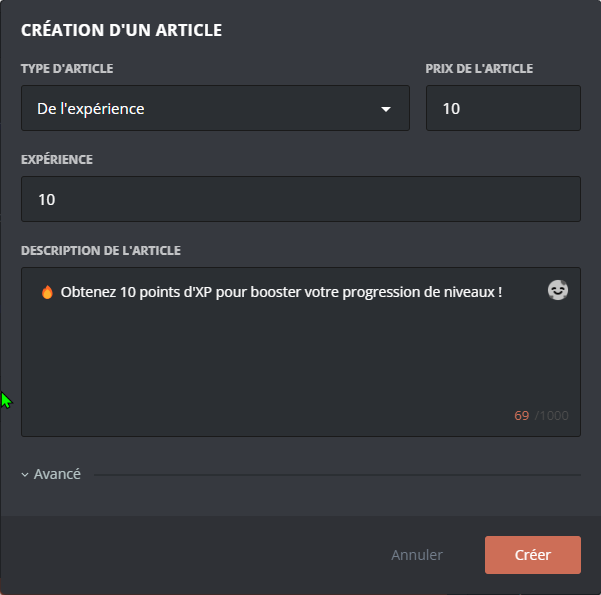 CRÉATION D'UN ARTICLE
TYPE D'ARTICLE
PRIX DE L'ARTICLE
De l'expérience
10
EXPÉRIENCE
10
DESCRIPTION DE L'ARTICLE
🔥 Obtenez 10 points d'XP pour booster votre progression de niveaux !
69 /1000
Avancé
Annuler
Créer